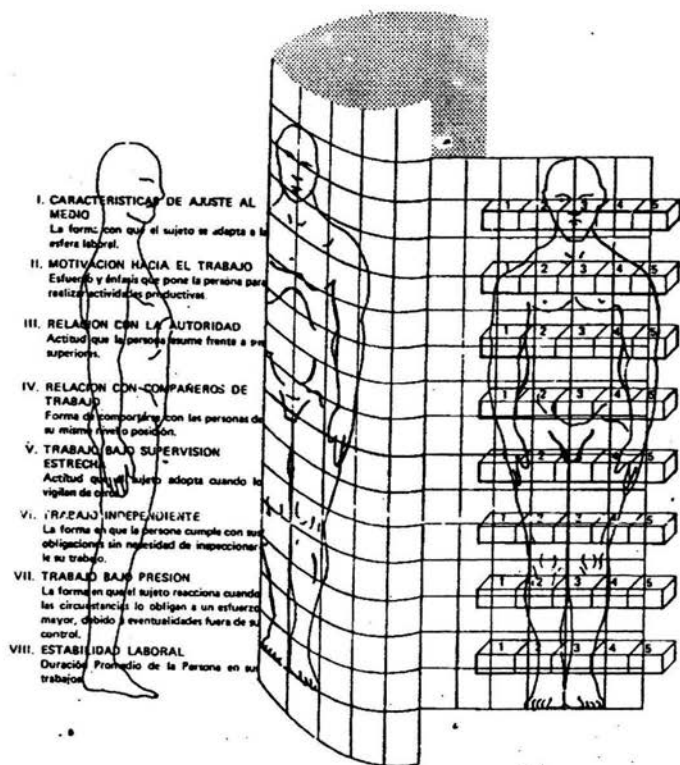 I. CARACTERISTICAS DE AJUSTE AL
MEDIO
La forma con que el sujeto se adapta a la
esfera laboral.
II. MOTIVACION HACIA EL TRABAJO
Esfuerzo y énfasis que pone la persona para
realizar actividades productivas.
III. RELACION CON LA AUTORIDAD
Actitud que la persona asume frente a sus
superiores.
IV. RELACION CON COMPAÑEROS DE
TRABAJO
Forma de comportarse con las personas de
su mismo nivel o posición.
V. TRABAJO BAJO SUPERVISION
ESTRECHA
Actitud que el sujeto adopta cuando lo
vigilan de cerca.
VI. TRABAJO INDEPENDIENTE
La forma en que la persona cumple con sus
obligaciones sin necesidad de inspeccionar-
le su trabajo.
VII. TRABAJO BAJO PRESION
La forma en que el sujeto reacciona cuando
las circunstancias lo obligan a un esfuerzo
mayor, debido a eventualidades fuera de su
control.
VIII. ESTABILIDAD LABORAL
Duración Promedio de la Persona en sus
trabajos
1 2 3 4 5
2 3 4 5
1 2 3 4 5
1 2 3 4 5
2 3 4 5
1 2 3 4 5
1 2 3 4 5
1 2 3 4 5